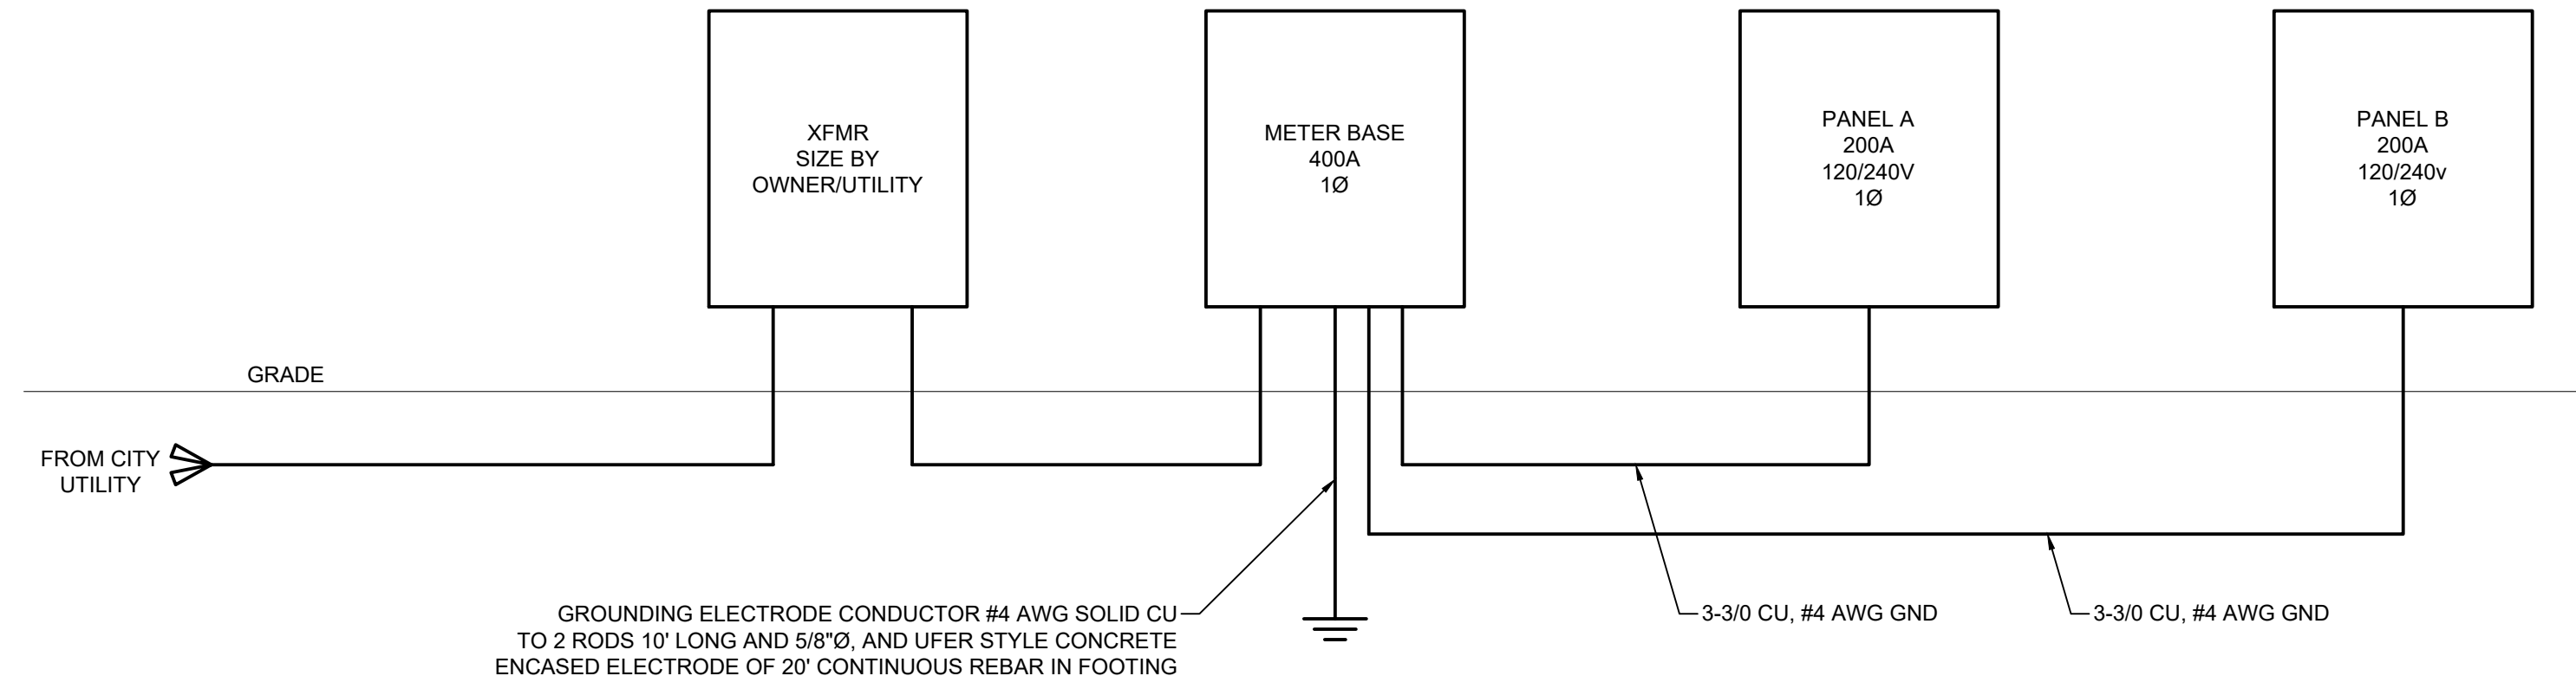 XFMR
SIZE BY
OWNER/UTILITY
METER BASE
400A
1Ø
PANEL A
200A
120/240V
1Ø
PANEL B
200A
120/240v
1Ø
GRADE
FROM CITY
UTILITY
GROUNDING ELECTRODE CONDUCTOR #4 AWG SOLID CU
TO 2 RODS 10' LONG AND 5/8"Ø, AND UFER STYLE CONCRETE
ENCASED ELECTRODE OF 20' CONTINUOUS REBAR IN FOOTING
3-3/0 CU, #4 AWG GND
3-3/0 CU, #4 AWG GND